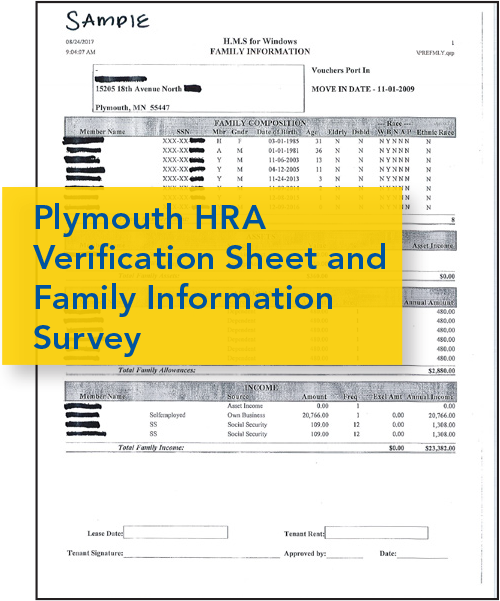 SAMPLE
08/24/2017
9:04:07 AM
H.M.S for Windows
FAMILY INFORMATION
1
\PREFMLY.qrp
15205 18th Avenue North
Plymouth, MN 55447
Vouchers Port In
MOVE IN DATE - 11-01-2009
FAMILY COMPOSITION
--- Race ---
Member Name SSN Mbr Gndr Date of Birth Age Eldrly Dsbld W B N A P Ethnic Race
XXX-XX H F 03-01-1985 31 N N N Y N N N N
XXX-XX A M 01-01-1981 36 N N N Y N N N N
XXX-XX Y M 11-06-2003 13 N N N Y N N N N
XXX-XX Y M 08-12-2005 11 N N N Y N N N N
XXX-XX Y M 11-24-2013 3 N N N Y N N N N
8
Asset Income
$0.00
Annual Amount
480.00
480.00
480.00
480.00
480.00
480.00
Total Family Allowances: $2,880.00
Plymouth HRA
Verification Sheet and
Family Information
Survey
INCOME
Member Name Source Amount Freq Excl Amt Annual Income
Asset Income 0.00 1 0.00
Selfemployed Own Business 20,766.00 1 0.00 20,766.00
SS Social Security 109.00 12 0.00 1,308.00
SS Social Security 109.00 12 0.00 1,308.00
Total Family Income: $0.00 $23,382.00
Lease Date: Tenant Rent:
Tenant Signature: Approved by: Date: